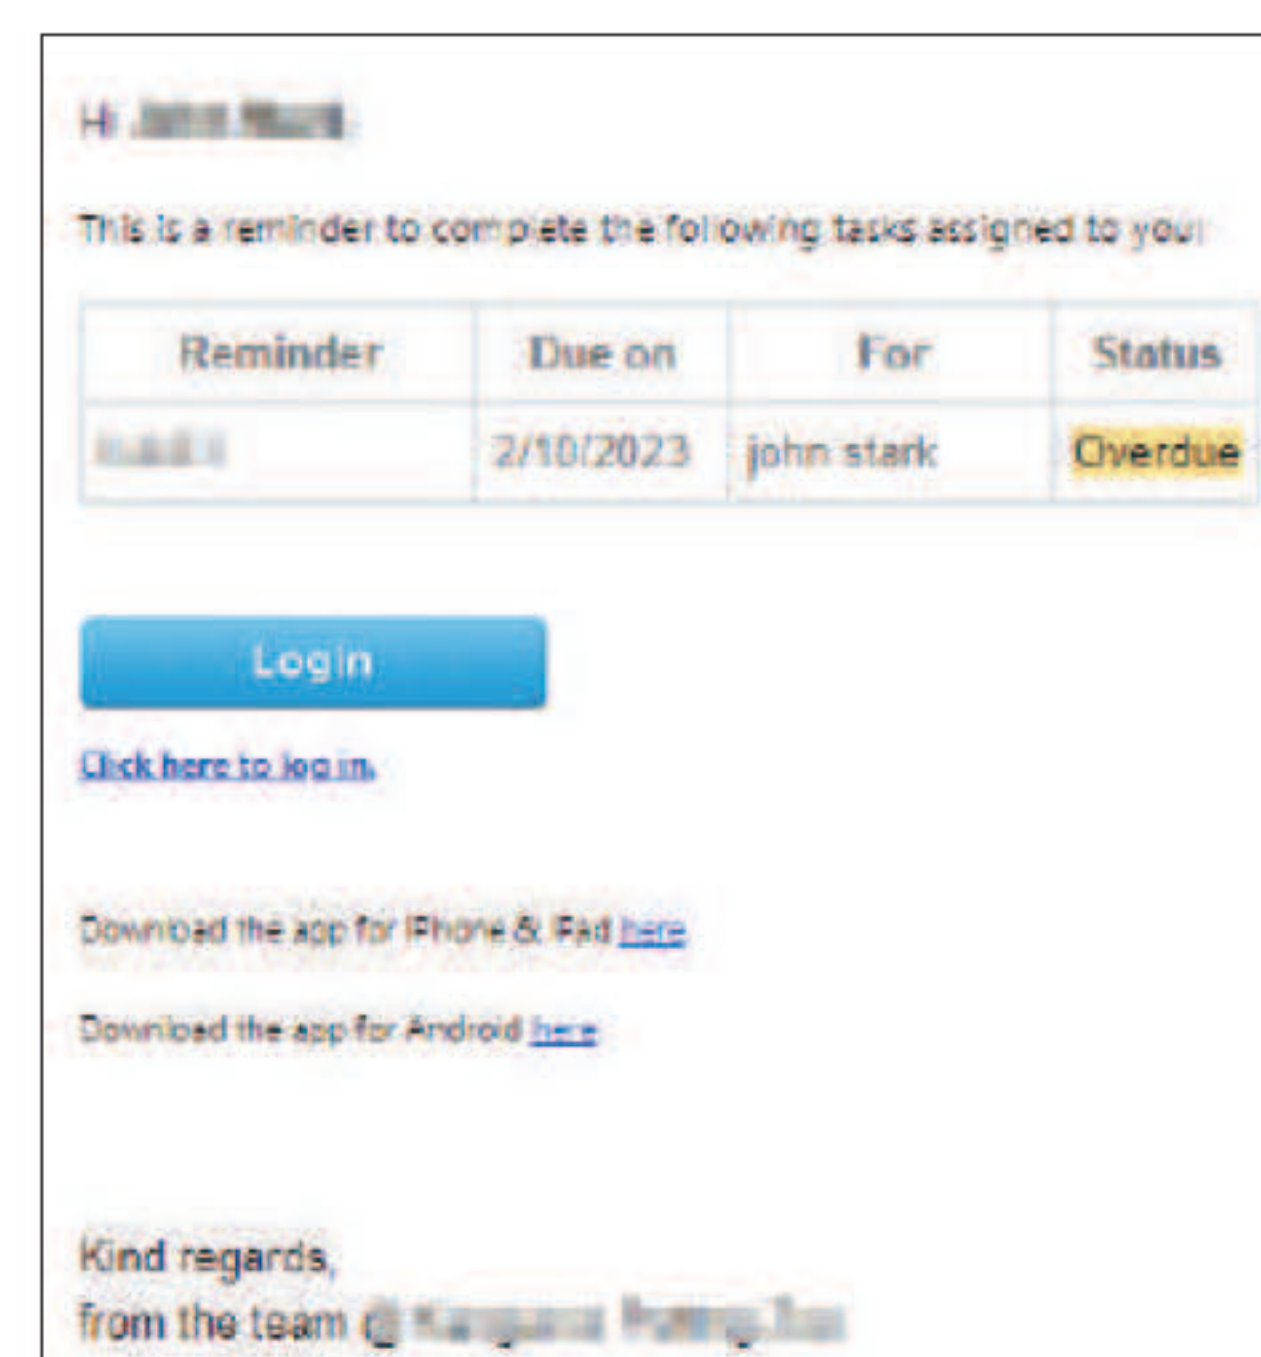 Hi
This is a reminder to complete the following tasks assigned to you:
Reminder Due on For Status
2/10/2023 john stark Overdue
Login
Click here to log in.
Download the app for iPhone & iPad here
Download the app for Android here
Kind regards,
from the team @